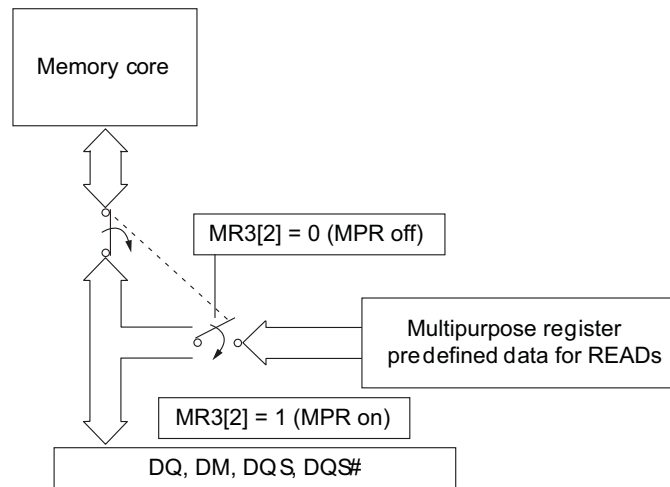 Memory core
MR3[2] = 0 (MPR off)
Multipurpose register
predefined data for READs
MR3[2] = 1 (MPR on)
DQ, DM, DQS, DQS#